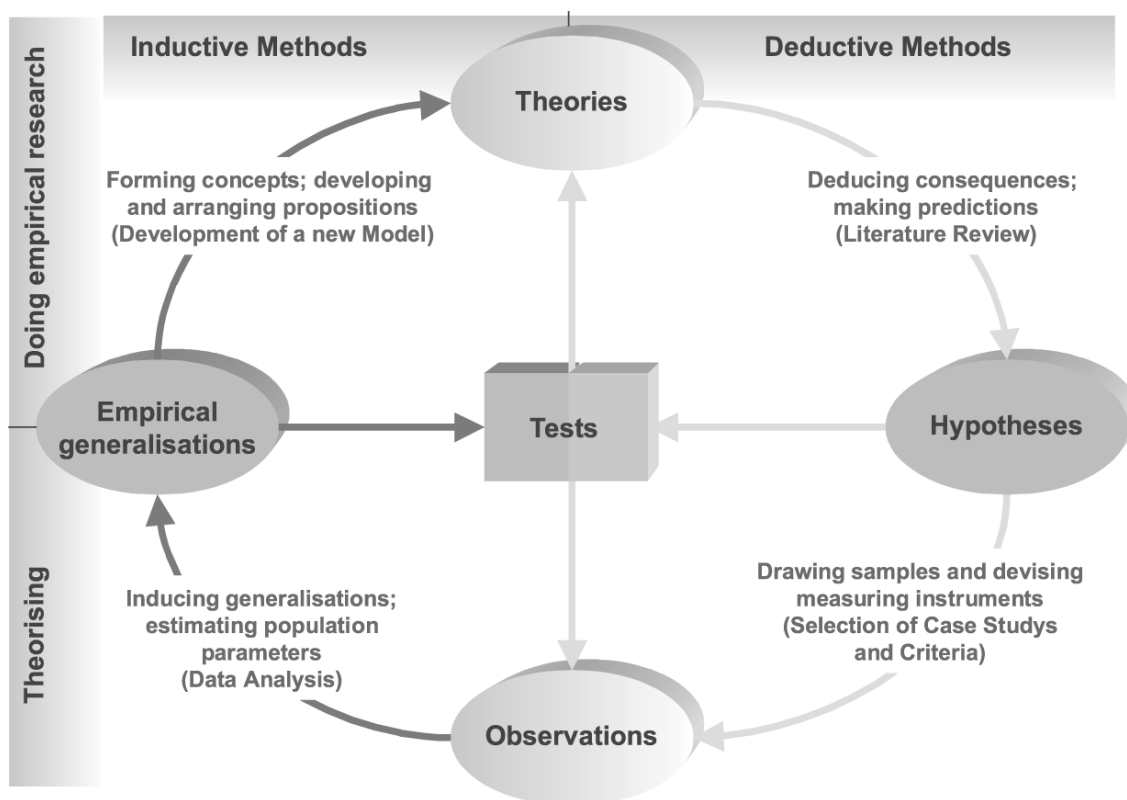 Inductive Methods
Deductive Methods
Doing empirical research
Theorising
Theories
Forming concepts; developing
and arranging propositions
(Development of a new Model)
Deducing consequences;
making predictions
(Literature Review)
Empirical
generalisations
Tests
Hypotheses
Inducing generalisations;
estimating population
parameters
(Data Analysis)
Drawing samples and devising
measuring instruments
(Selection of Case Studys
and Criteria)
Observations